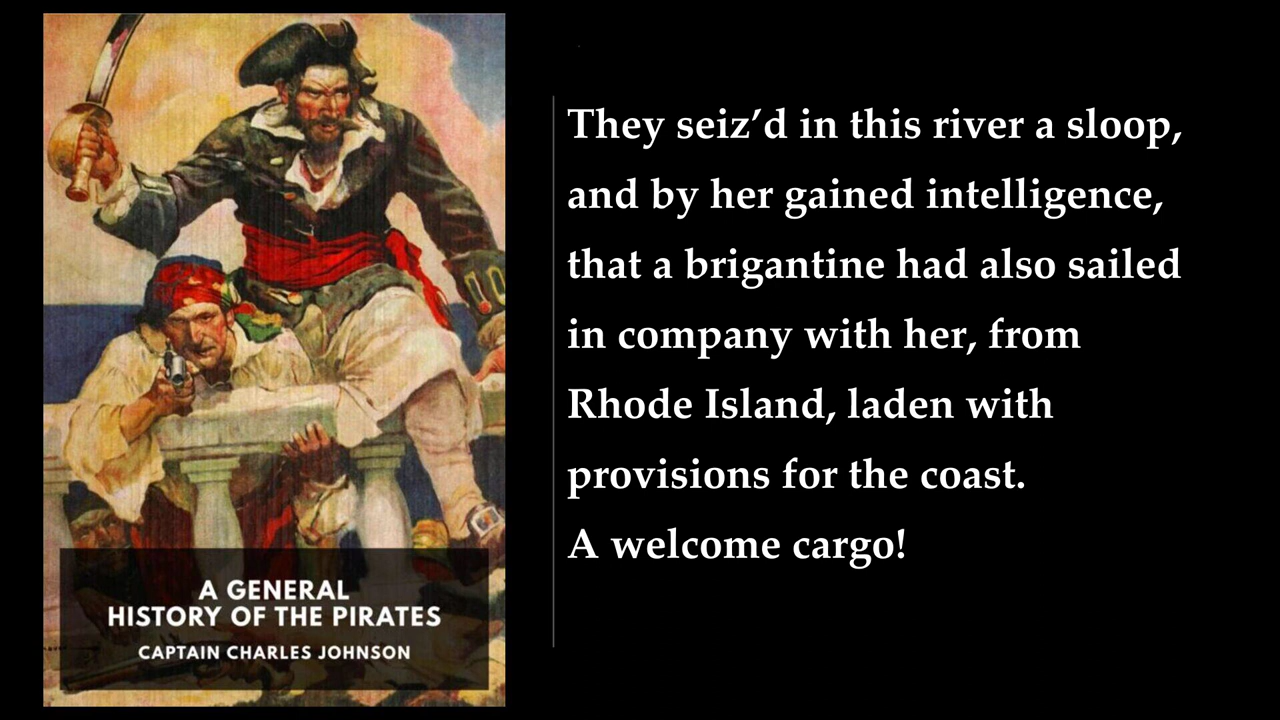 A GENERAL
HISTORY OF THE PIRATES
CAPTAIN CHARLES JOHNSON
They seiz’d in this river a sloop,
and by her gained intelligence,
that a brigantine had also sailed
in company with her, from
Rhode Island, laden with
provisions for the coast.
A welcome cargo!